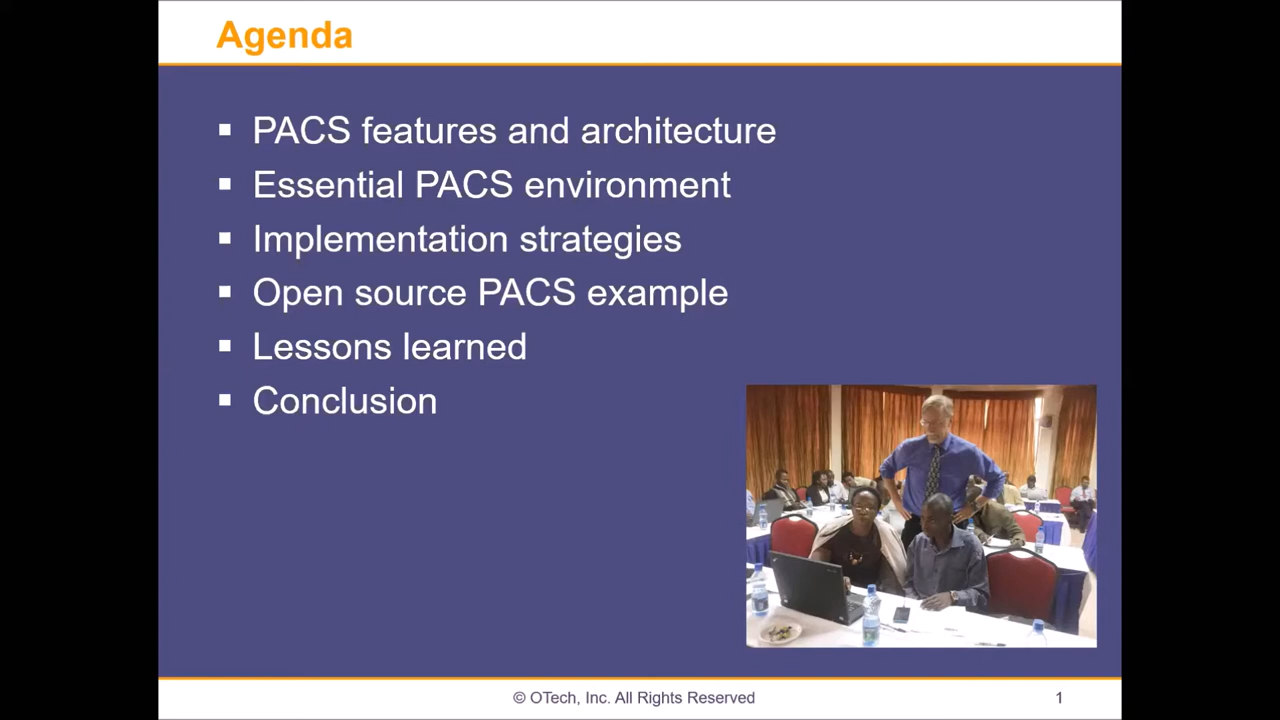 Agenda
▪ PACS features and architecture
▪ Essential PACS environment
▪ Implementation strategies
▪ Open source PACS example
▪ Lessons learned
▪ Conclusion
© OTech, Inc. All Rights Reserved
1